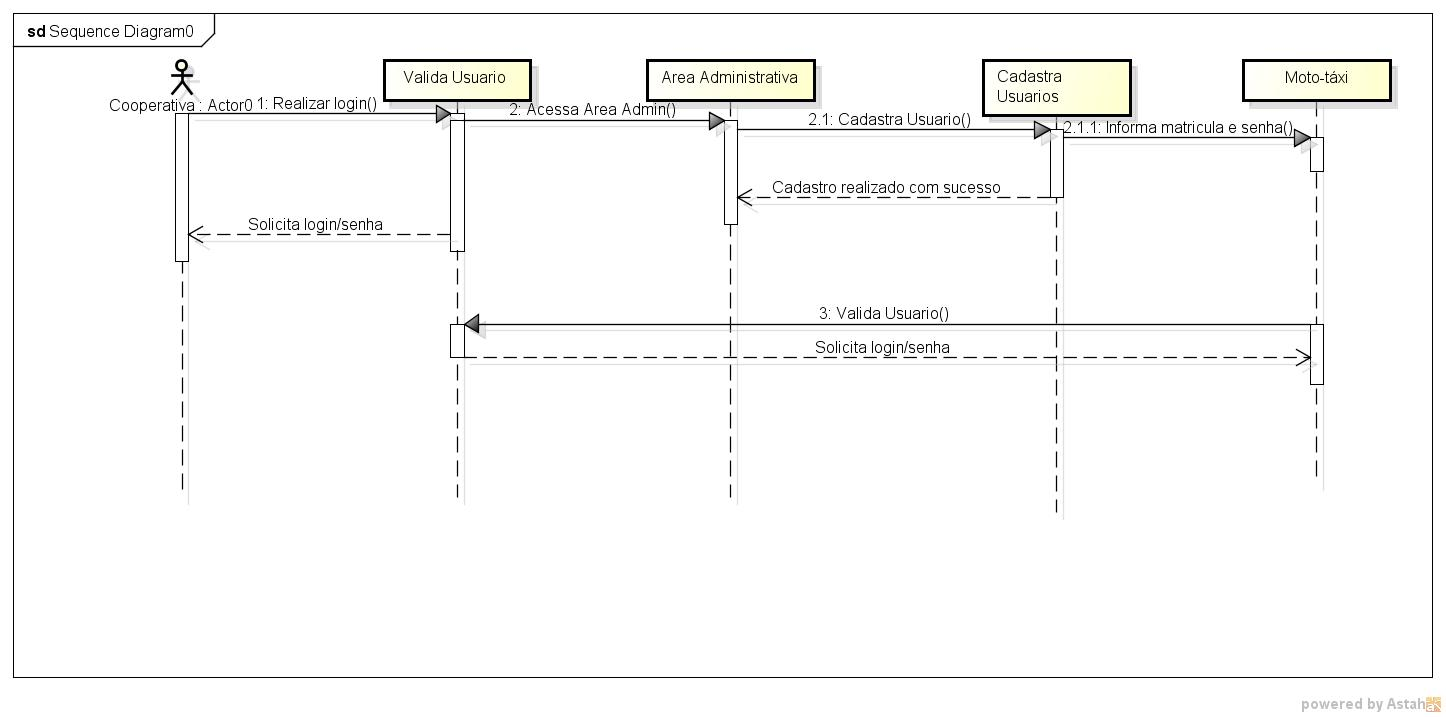 sd Sequence Diagram0
Cooperativa : Actor0
Valida Usuario
Area Administrativa
Cadastra
Usuarios
Moto-táxi
1: Realizar login()
2: Acessa Area Admin()
2.1: Cadastra Usuario()
2.1.1: Informa matricula e senha()
Cadastro realizado com sucesso
Solicita login/senha
3: Valida Usuario()
Solicita login/senha
powered by Astah